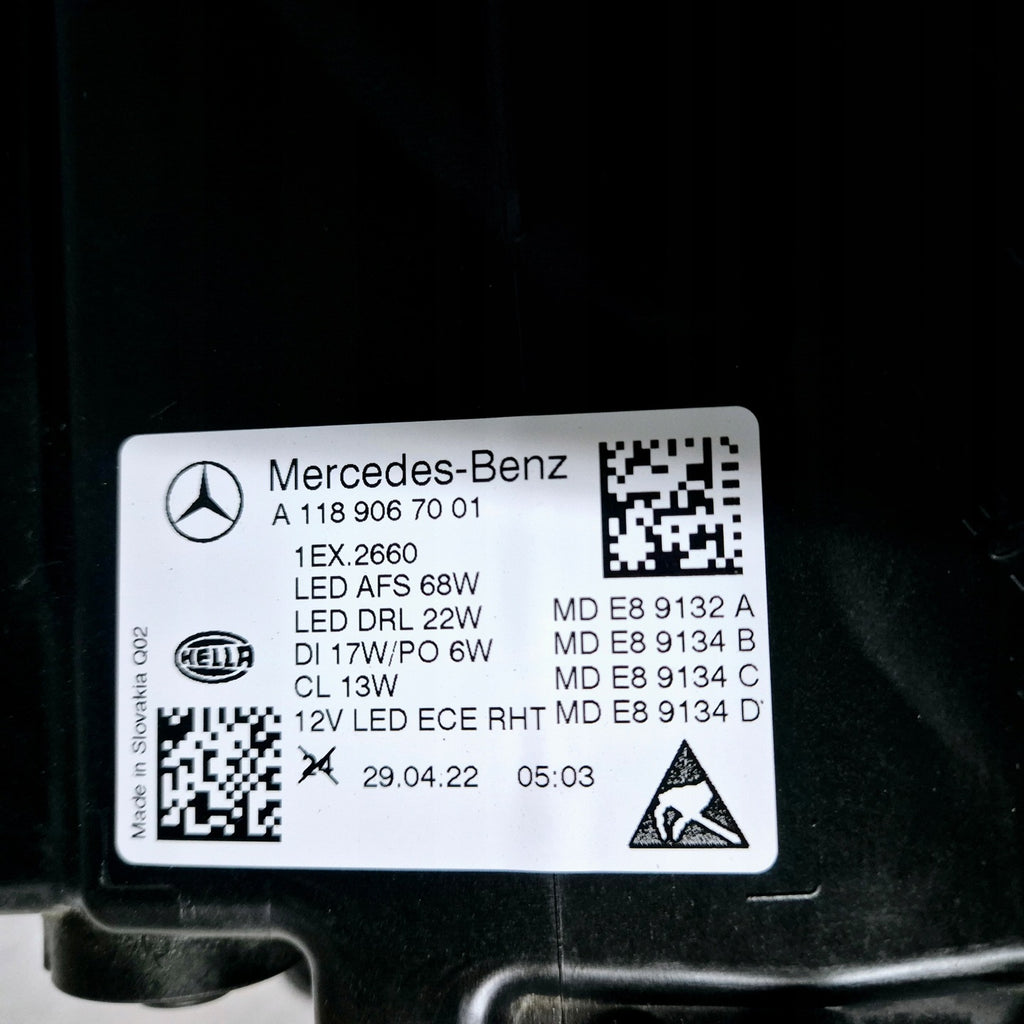 Mercedes-Benz
A 118 906 70 01
1EX.2660
LED AFS 68W
LED DRL 22W
DI 17W/PO 6W
CL 13W
12V LED ECE RHT
MD E8 9132 A
MD E8 9134 B
MD E8 9134 C
MD E8 9134 D
HELLA
Made in Slovakia Q02
24
29.04.22 05:03